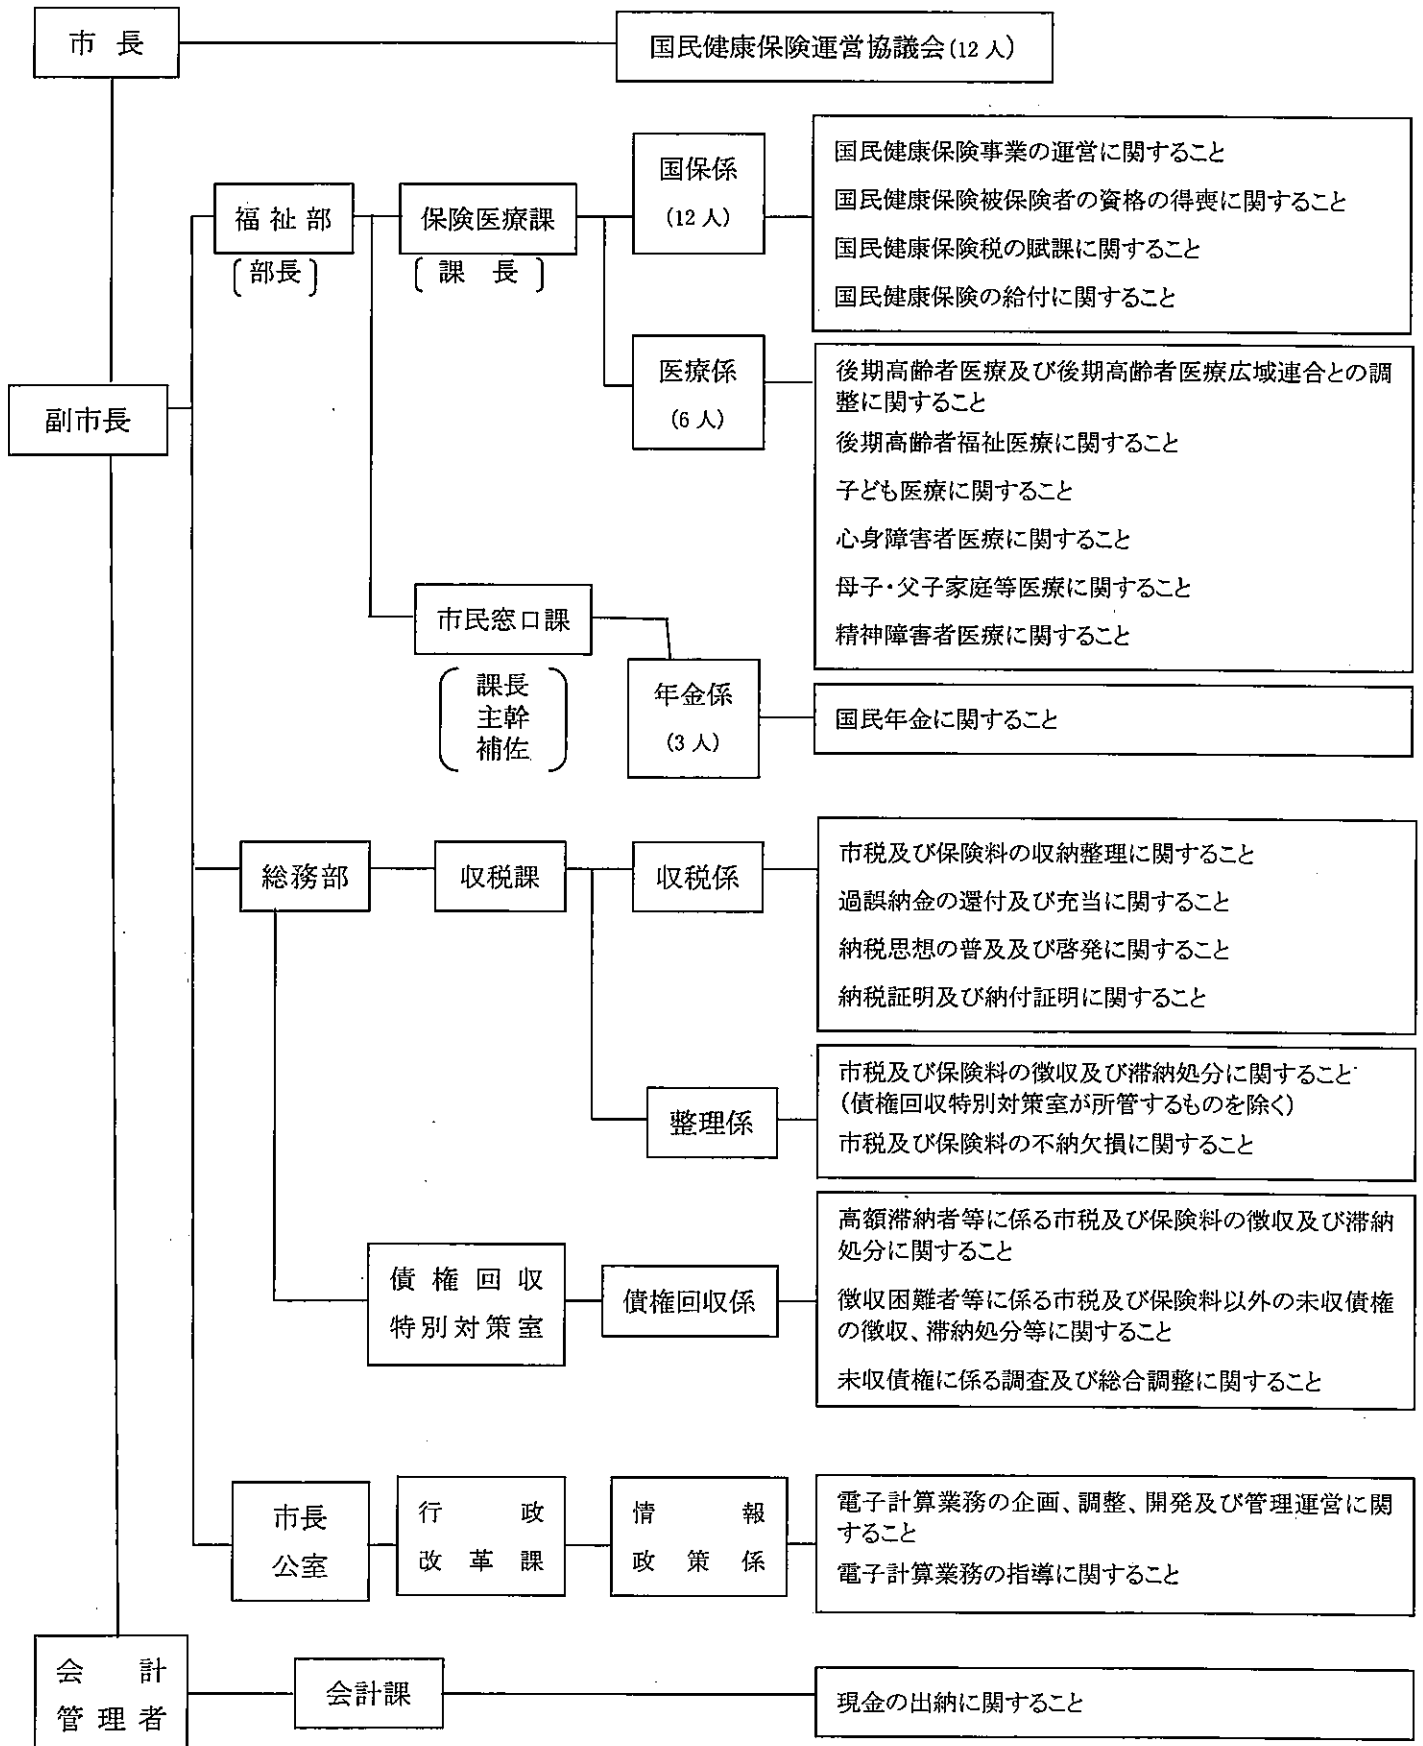 市長
国民健康保険運営協議会(12人)
福祉部
〔部長〕
保険医療課
〔課長〕
国保係
(12人)
国民健康保険事業の運営に関すること
国民健康保険被保険者の資格の得喪に関すること
国民健康保険税の賦課に関すること
国民健康保険の給付に関すること
副市長
医療係
(6人)
後期高齢者医療及び後期高齢者医療広域連合との調
整に関すること
後期高齢者福祉医療に関すること
子ども医療に関すること
心身障害者医療に関すること
母子・父子家庭等医療に関すること
精神障害者医療に関すること
市民窓口課
課長
主幹
補佐
年金係
(3人)
国民年金に関すること
総務部
収税課
収税係
市税及び保険料の収納整理に関すること
過誤納金の還付及び充当に関すること
納税思想の普及及び啓発に関すること
納税証明及び納付証明に関すること
整理係
市税及び保険料の徴収及び滞納処分に関すること
(債権回収特別対策室が所管するものを除く)
市税及び保険料の不納欠損に関すること
債権回収
特別対策室
債権回収係
高額滞納者等に係る市税及び保険料の徴収及び滞納
処分に関すること
徴収困難者等に係る市税及び保険料以外の未収債権
の徴収、滞納処分等に関すること
未収債権に係る調査及び総合調整に関すること
市長
公室
行政
改革課
情報
政策係
電子計算業務の企画、調整、開発及び管理運営に関
すること
電子計算業務の指導に関すること
会計
管理者
会計課
現金の出納に関すること